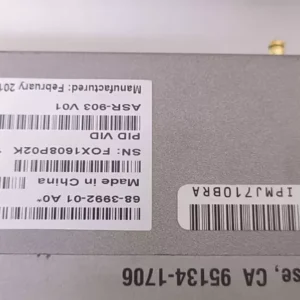 se, CA 95134-1706
IPMJ710BRA
68-3992-01 A0
Made in China
SN: FOX1608P02K
PID VID
ASR-903 V01
Manufactured: February 201